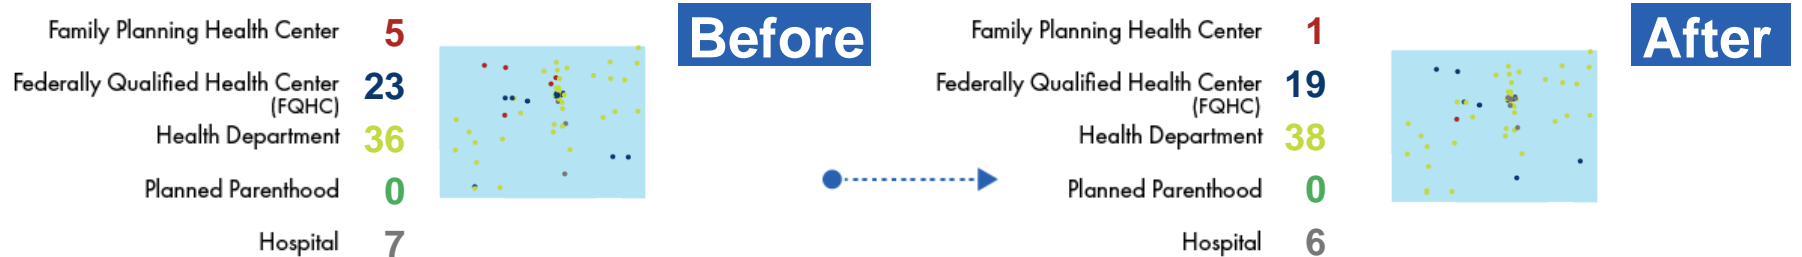 Before
Family Planning Health Center 5
Federally Qualified Health Center 23
(FQHC)
Health Department 36
Planned Parenthood 0
Hospital 7
After
Family Planning Health Center 1
Federally Qualified Health Center 19
(FQHC)
Health Department 38
Planned Parenthood 0
Hospital 6